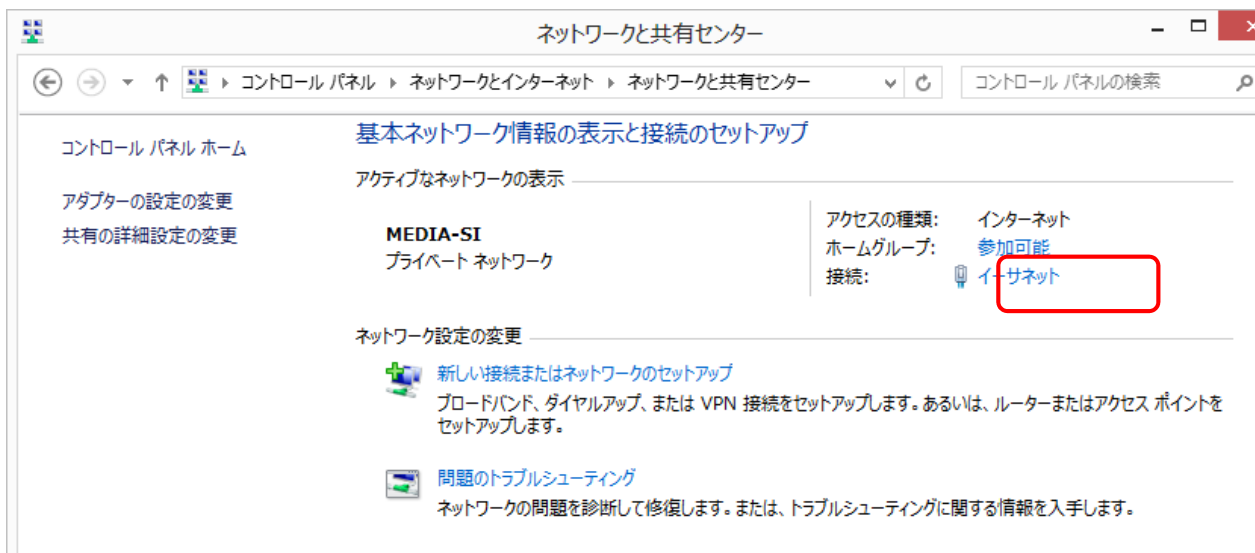 ネットワークと共有センター
コントロール パネル ネットワークとインターネット ネットワークと共有センター コントロール パネルの検索
コントロール パネル ホーム
アダプターの設定の変更
共有の詳細設定の変更
基本ネットワーク情報の表示と接続のセットアップ
アクティブなネットワークの表示
MEDIA-SI
プライベート ネットワーク
アクセスの種類: インターネット
ホームグループ: 参加可能
接続: イーサネット
ネットワーク設定の変更
新しい接続またはネットワークのセットアップ
ブロードバンド、ダイヤルアップ、または VPN 接続をセットアップします。あるいは、ルーターまたはアクセス ポイントを
セットアップします。
問題のトラブルシューティング
ネットワークの問題を診断して修復します。または、トラブルシューティングに関する情報を入手します。